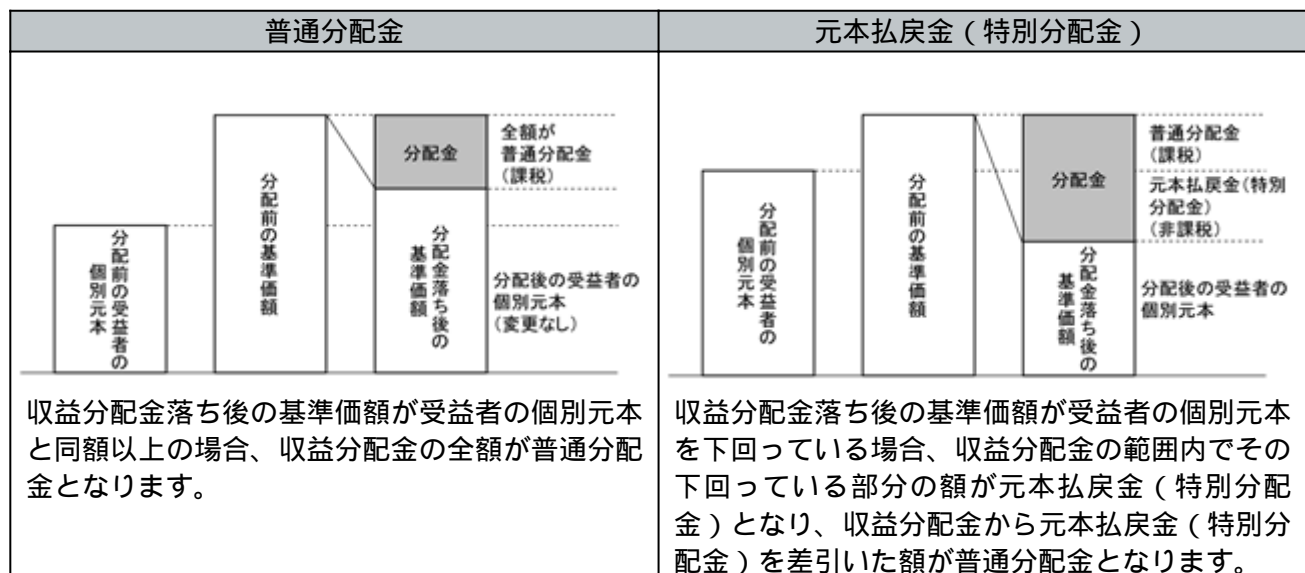 普通分配金
分配前の受益者の
個別元本
分配前の基準価額
分配金
分配金落ち後の
基準価額
全額が
普通分配金
(課税)
分配後の受益者の
個別元本
(変更なし)
収益分配金落ち後の基準価額が受益者の個別元本
と同額以上の場合、収益分配金の全額が普通分配
金となります。
元本払戻金(特別分配金)
分配前の受益者の
個別元本
分配前の基準価額
分配金
分配金落ち後の
基準価額
普通分配金
(課税)
元本払戻金(特別
分配金)
(非課税)
分配後の受益者の
個別元本
収益分配金落ち後の基準価額が受益者の個別元本
を下回っている場合、収益分配金の範囲内でその
下回っている部分の額が元本払戻金(特別分配
金)となり、収益分配金から元本払戻金(特別分
配金)を差引いた額が普通分配金となります。